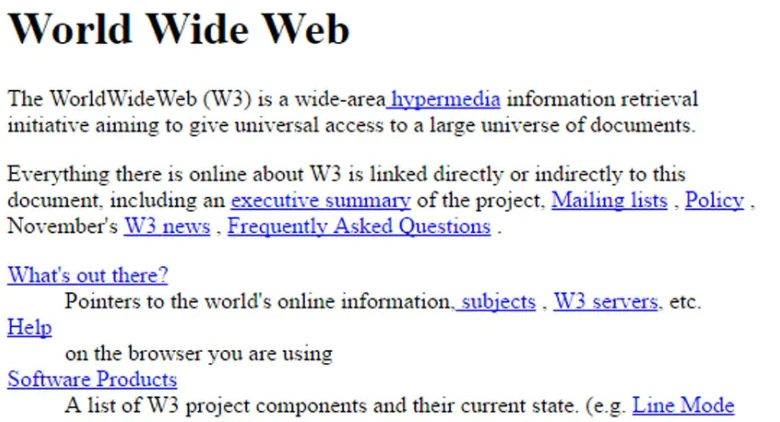 World Wide Web
The WorldWideWeb (W3) is a wide-area hypermedia information retrieval
initiative aiming to give universal access to a large universe of documents.
Everything there is online about W3 is linked directly or indirectly to this
document, including an executive summary of the project, Mailing lists , Policy ,
November's W3 news , Frequently Asked Questions .
What's out there?
Pointers to the world's online information, subjects , W3 servers, etc.
Help
on the browser you are using
Software Products
A list of W3 project components and their current state. (e.g. Line Mode